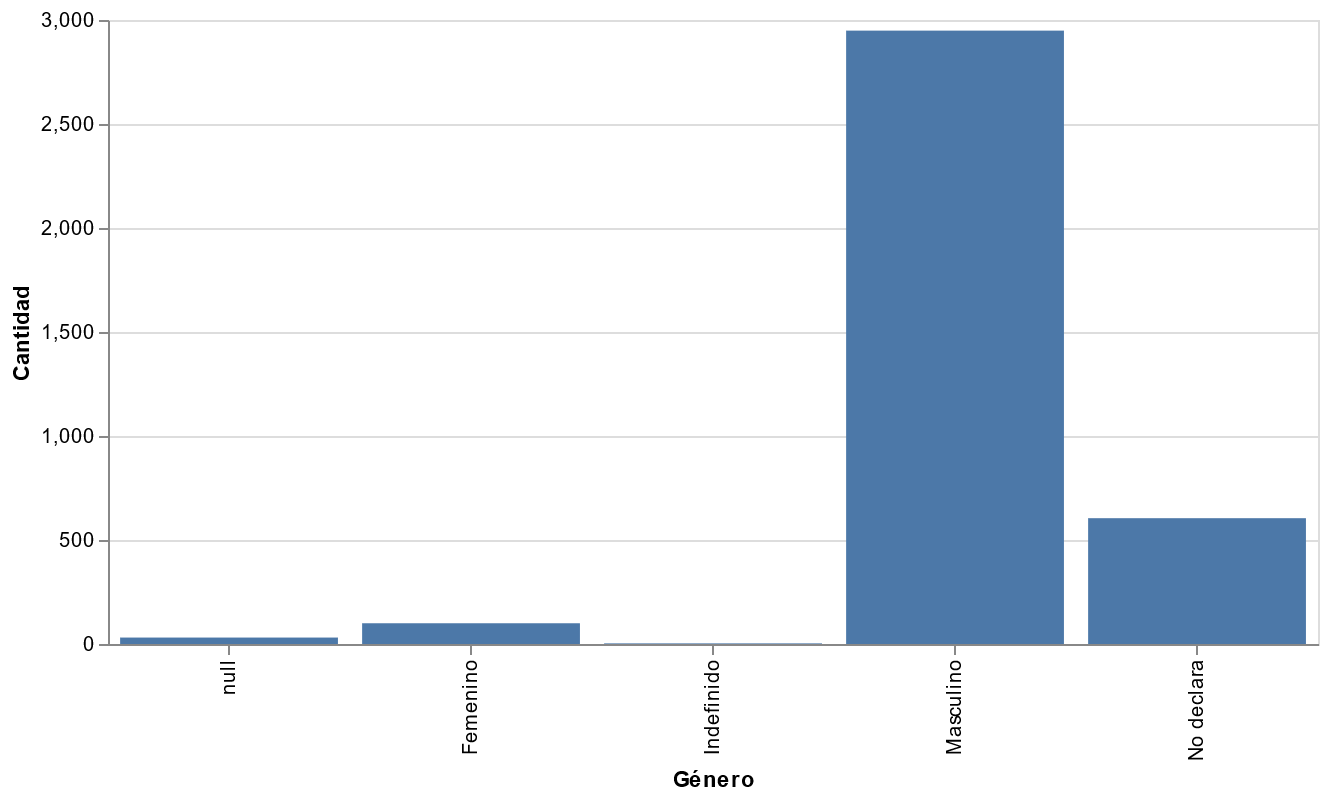 3,000
2,500
2,000
1,500
1,000
500
0
Cantidad
null
Femenino
Indefinido
Masculino
No declara
Género